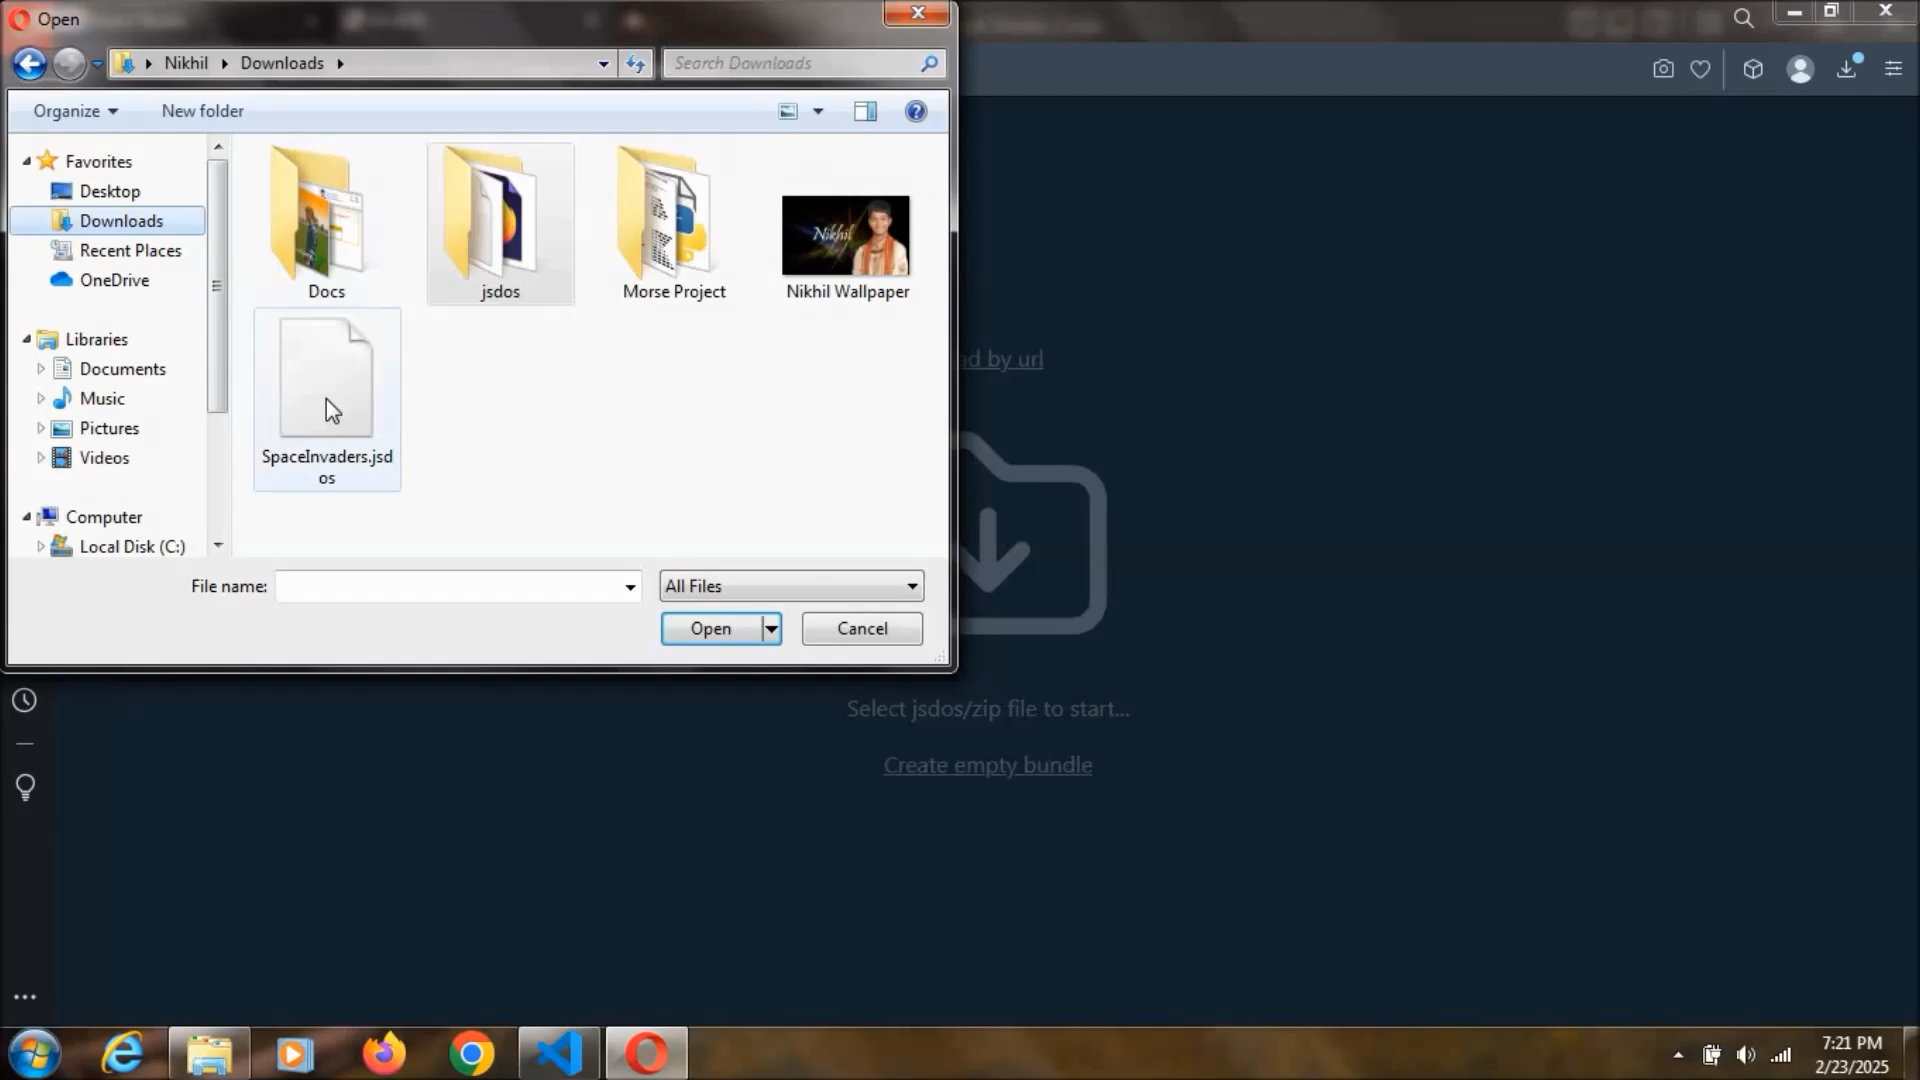 Open
Nikhil
Downloads
Search Downloads
Organize
New folder
Favorites
Desktop
Downloads
Recent Places
OneDrive
Libraries
Documents
Music
Pictures
Videos
Computer
Local Disk (C:)
Docs
jsdos
Morse Project
Nikhil
Nikhil Wallpaper
SpaceInvaders.jsd
os
File name:
All Files
Open
Cancel
ad by url
Select jsdos/zip file to start...
Create empty bundle
7:21 PM
2/23/2025